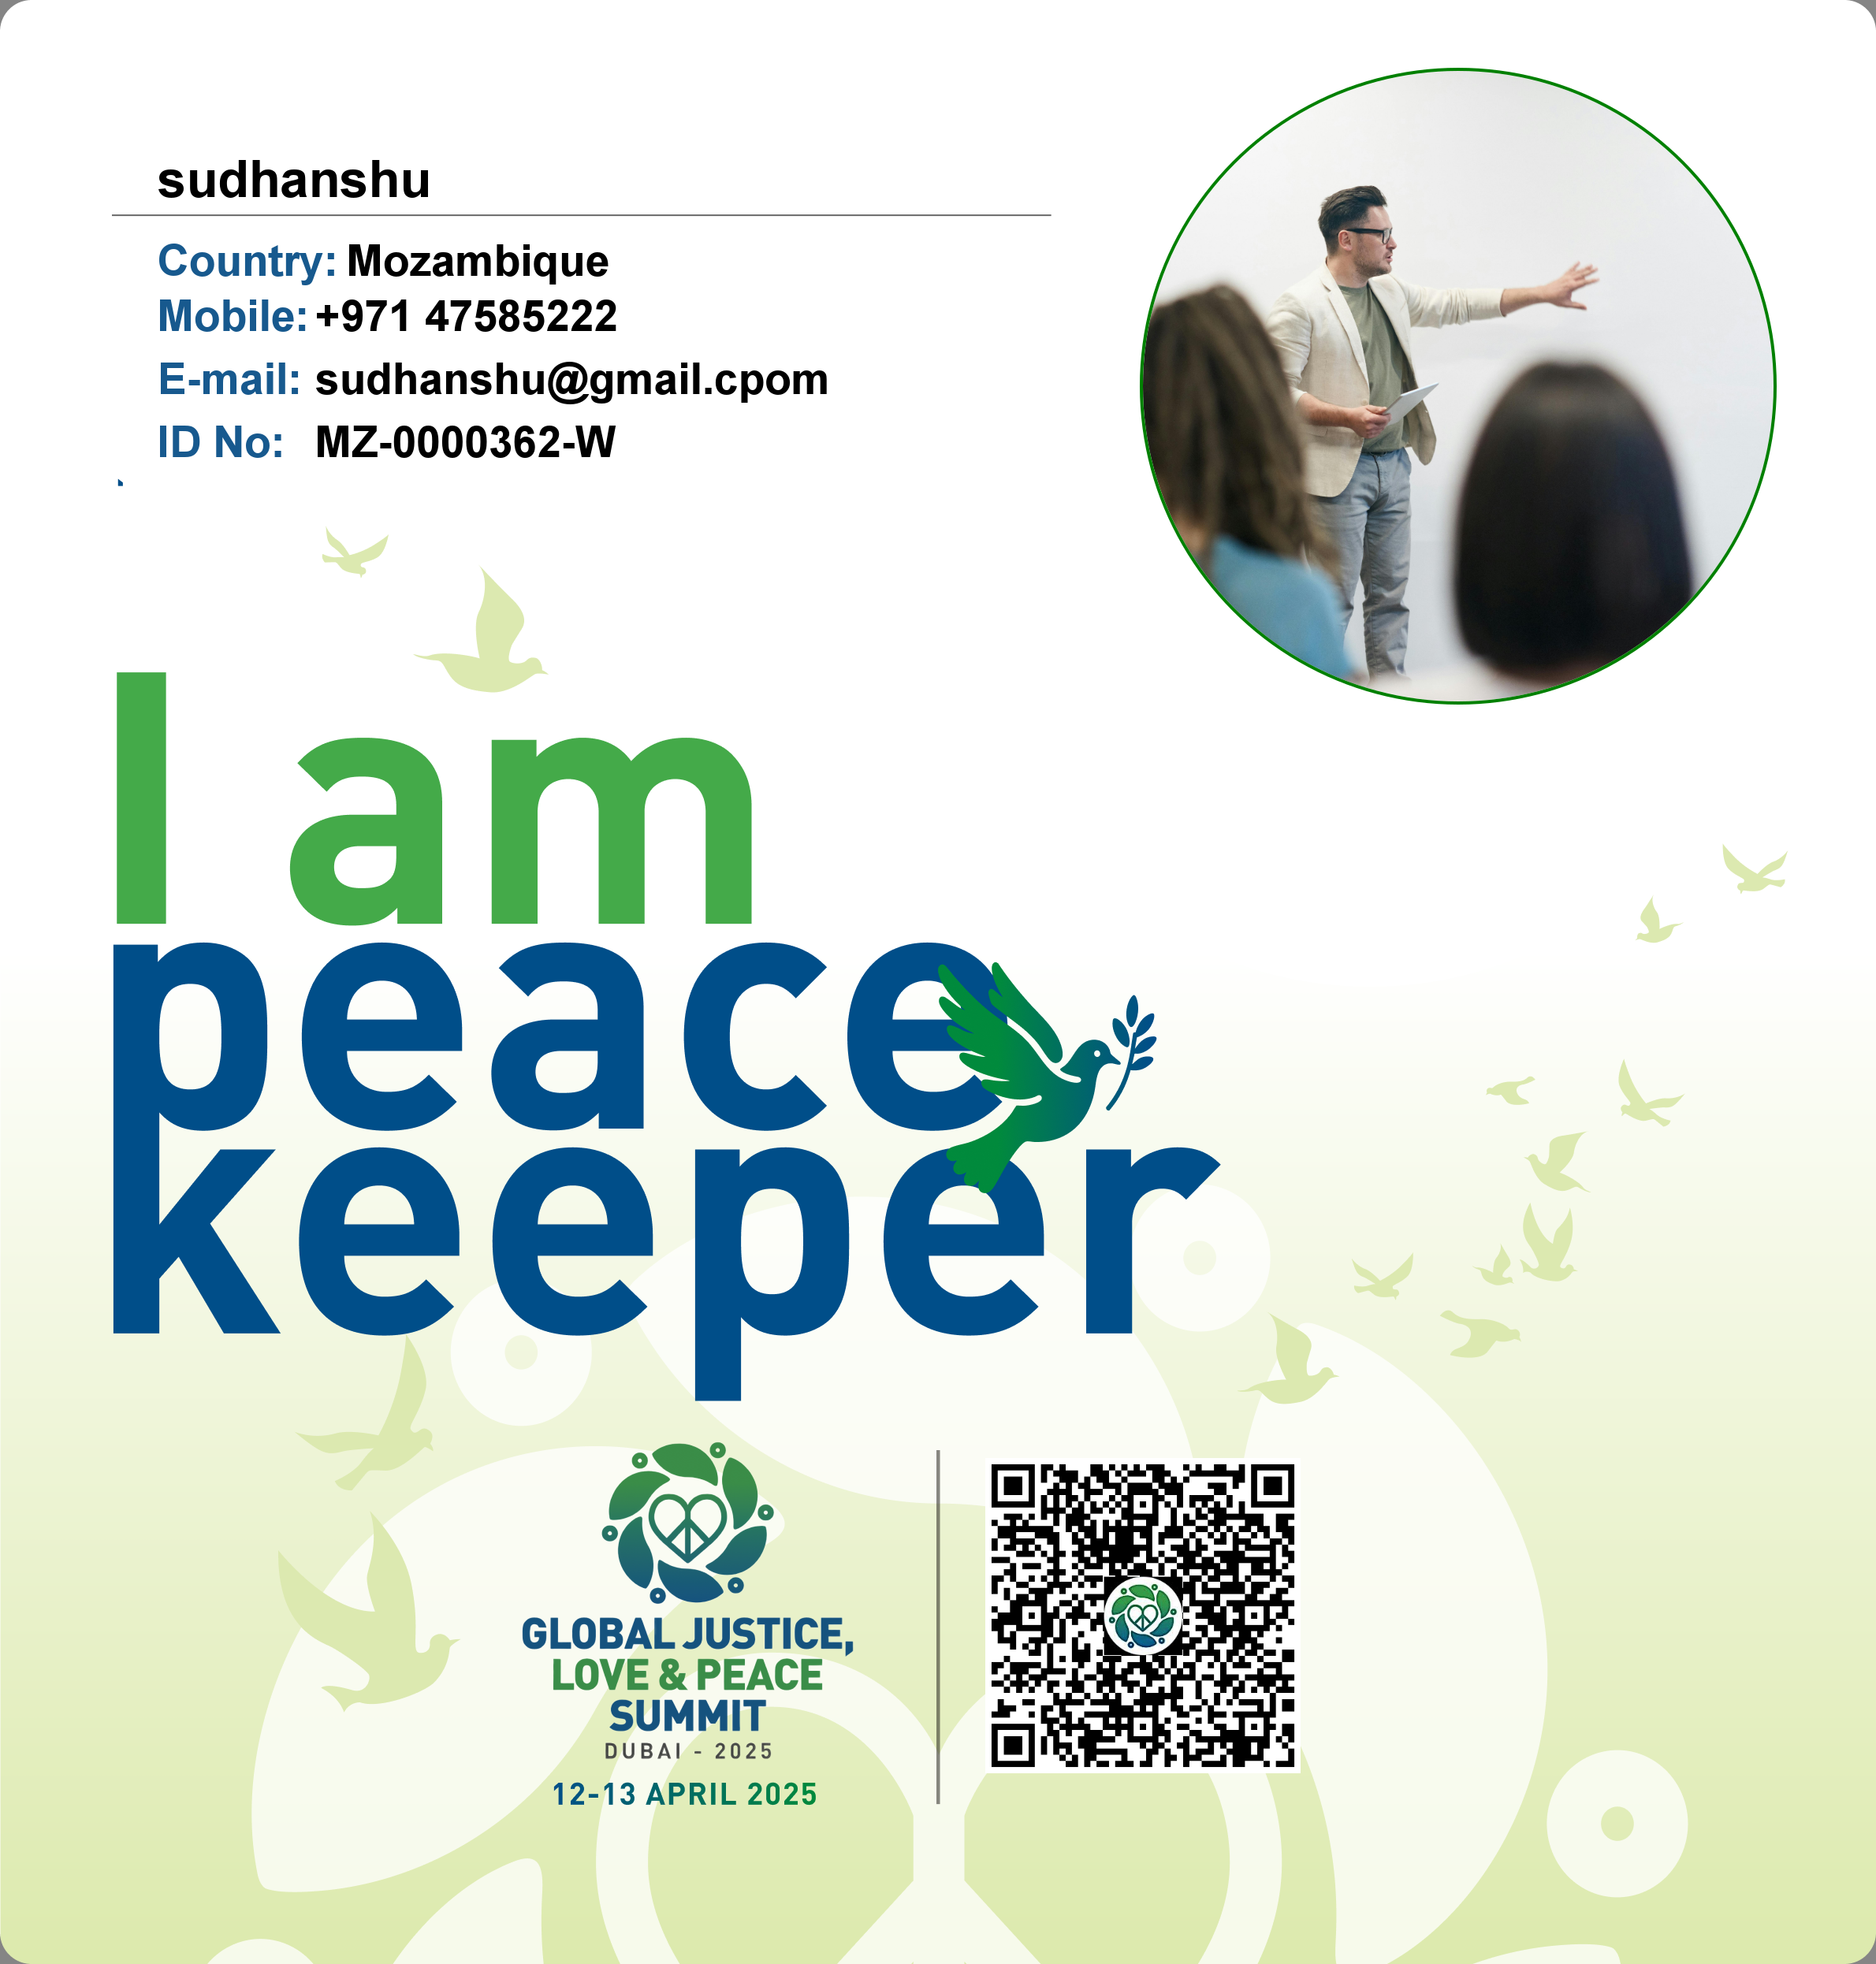 sudhanshu
Country: Mozambique
Mobile: +971 47585222
E-mail: sudhanshu@gmail.cpom
ID No: MZ-0000362-W
I am
peace
keeper
GLOBAL JUSTICE,
LOVE & PEACE
SUMMIT
DUBAI - 2025
12-13 APRIL 2025